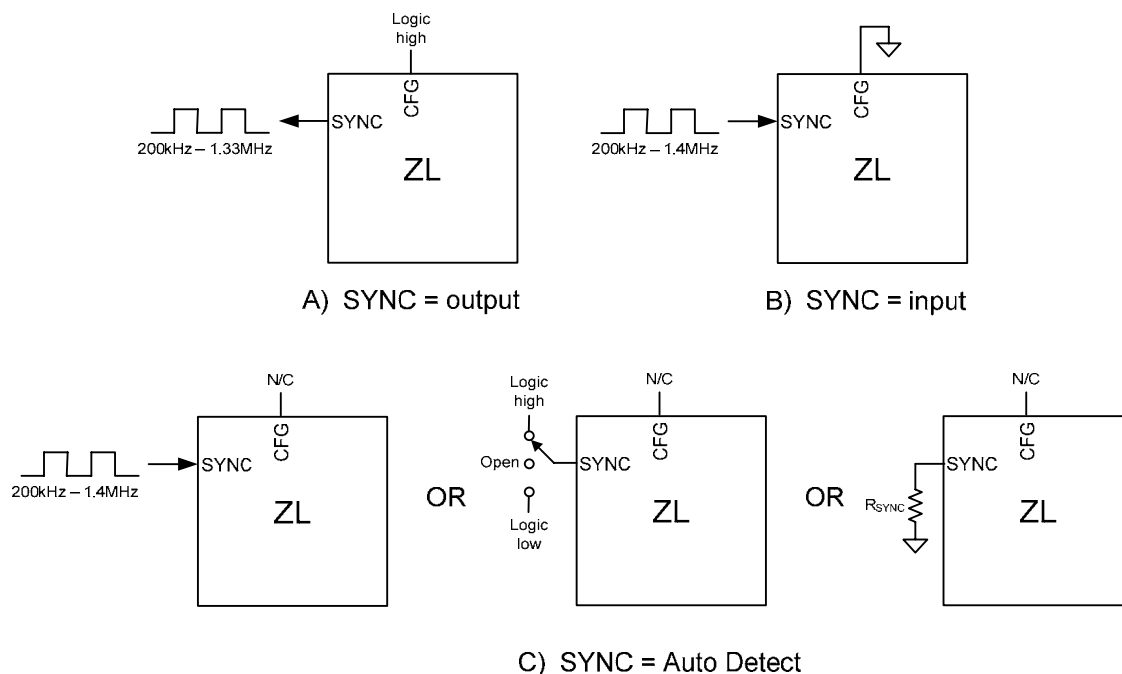 Logic
high
CFG
SYNC
200kHz – 1.33MHz
ZL
A) SYNC = output
CFG
SYNC
200kHz – 1.4MHz
ZL
B) SYNC = input
N/C
CFG
SYNC
200kHz – 1.4MHz
ZL
OR
Logic
high
Open
Logic
low
N/C
CFG
SYNC
ZL
OR
N/C
CFG
SYNC
RSYNC
ZL
C) SYNC = Auto Detect